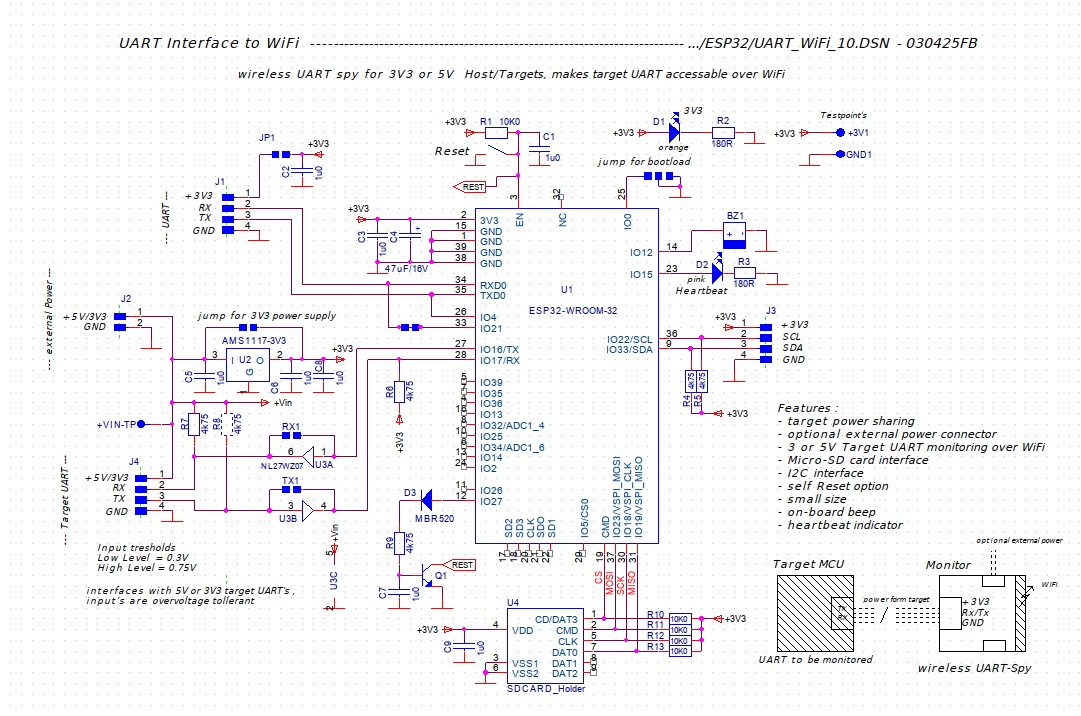 UART Interface to WiFi ------------------------------------------------ .../ESP32/UART_WiFi_10.DSN - 030425FB
wireless UART spy for 3V3 or 5V Host/Targets, makes target UART accessable over WiFi
+3V3 R1 10K0 C1 1u0
Reset
REST
D1 3V3
+3V3 R2 180R
orange
Testpoint's
+3V3 +3V1
GND1
jump for bootload
JP1 +3V3 C2 1u0
--- UART ---
J1
+3V3 1
RX 2
TX 3
GND 4
+3V3 C3 1u0 C4 + 47uF/16V
3 EN
32 NC
25 IO0
U1
ESP32-WROOM-32
2 3V3
15 GND
1 GND
39 GND
38 GND
34 RXD0
35 TXD0
26 IO4
33 IO21
27 IO16/TX
28 IO17/RX
IO39
IO35
IO36
IO13
IO32/ADC1_4
IO25
IO34/ADC1_6
IO14
24 IO2
11 IO26
12 IO27
IO12 14
IO15 23
IO22/SCL 36
IO33/SDA 9
BZ1 + -
D2 R3
pink 180R
Heartbeat
+3V3 J3
1 +3V3
2 SCL
3 SDA
4 GND
R4 4k75
R5 4k75
+3V3
--- external Power ---
J2
+5V/3V3 1
GND 2
jump for 3V3 power supply
AMS1117-3V3
3 I U2 O 2 +3V3
G
C5 1u0
C6 1u0
C8 1u0
+Vin
+VIN-TP
R7 4k75
R8 4k75
RX1
6 1
NL27WZ07 U3A
TX1
3 4
U3B
R6 4k75
+3V3
--- Target UART ---
J4
+5V/3V3 1
RX 2
TX 3
GND 4
+Vin
5
U3C
2
D3
MBR520
R9 4k75
REST
Q1
C7 1u0
Input tresholds
Low Level = 0.3V
High Level = 0.75V
interfaces with 5V or 3V3 target UART's ,
input's are overvoltage tollerant
SD2
SD3
CLK
SDO
SD1
IO5/CS0
CMD
IO23/VSPI_MOSI
IO18/VSPI_CLK
IO19/VSPI_MISO
17
18
20
21
22
29
19
37
30
31
CS
MOSI
SCK
MISO
U4
+3V3 4 VDD
C9 1u0
3 VSS1
6 VSS2
CD/DAT3 1
CMD 2
CLK 5
DAT0 7
DAT1 8
DAT2 9
SDCARD_Holder
R10 10K0
R11 10K0
R12 10K0
R13 10K0
+3V3
Features :
- target power sharing
- optional external power connector
- 3 or 5V Target UART monitoring over WiFi
- Micro-SD card interface
- I2C interface
- self Reset option
- small size
- on-board beep
- heartbeat indicator
optional external power
Target MCU
Monitor
TX
RX
power form target
+3V3
Rx/Tx
GND
WiFi
UART to be monitored
wireless UART-Spy